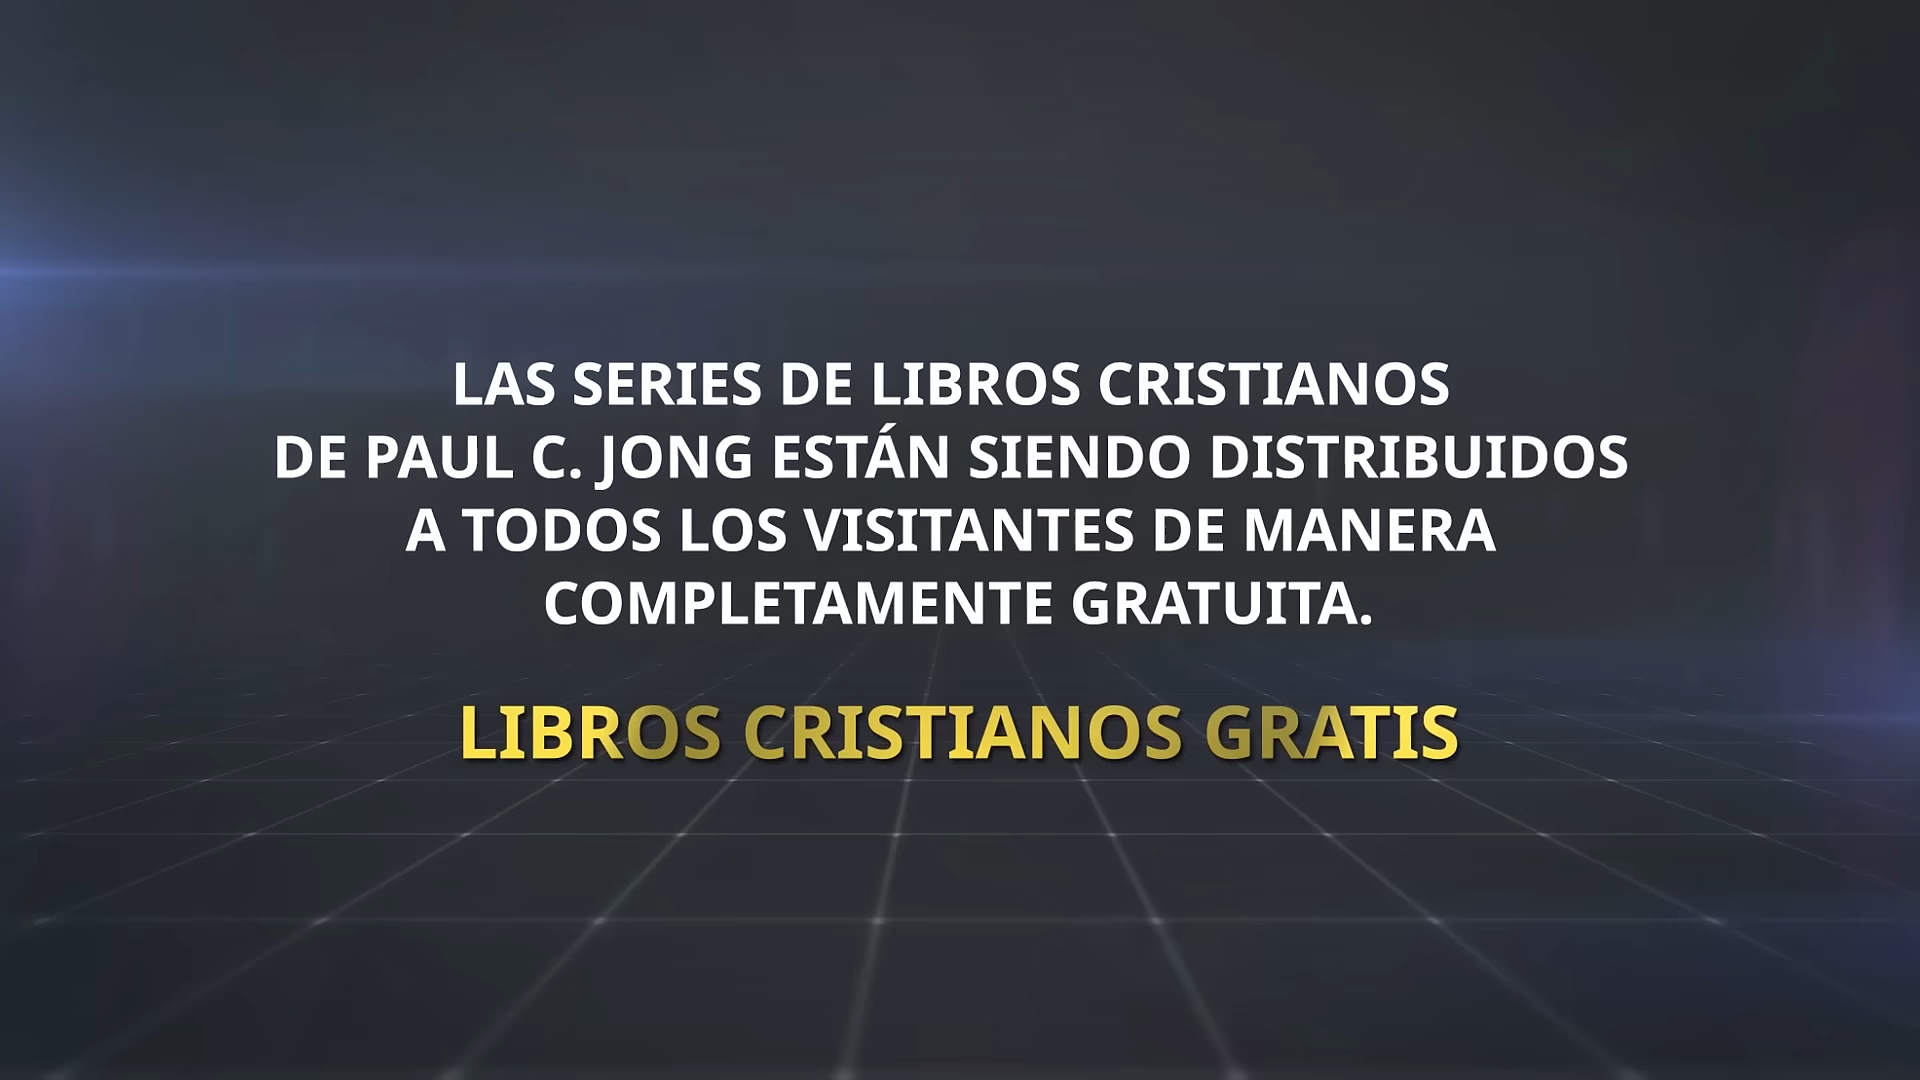 LAS SERIES DE LIBROS CRISTIANOS
DE PAUL C. JONG ESTÁN SIENDO DISTRIBUIDOS
A TODOS LOS VISITANTES DE MANERA
COMPLETAMENTE GRATUITA.
LIBROS CRISTIANOS GRATIS